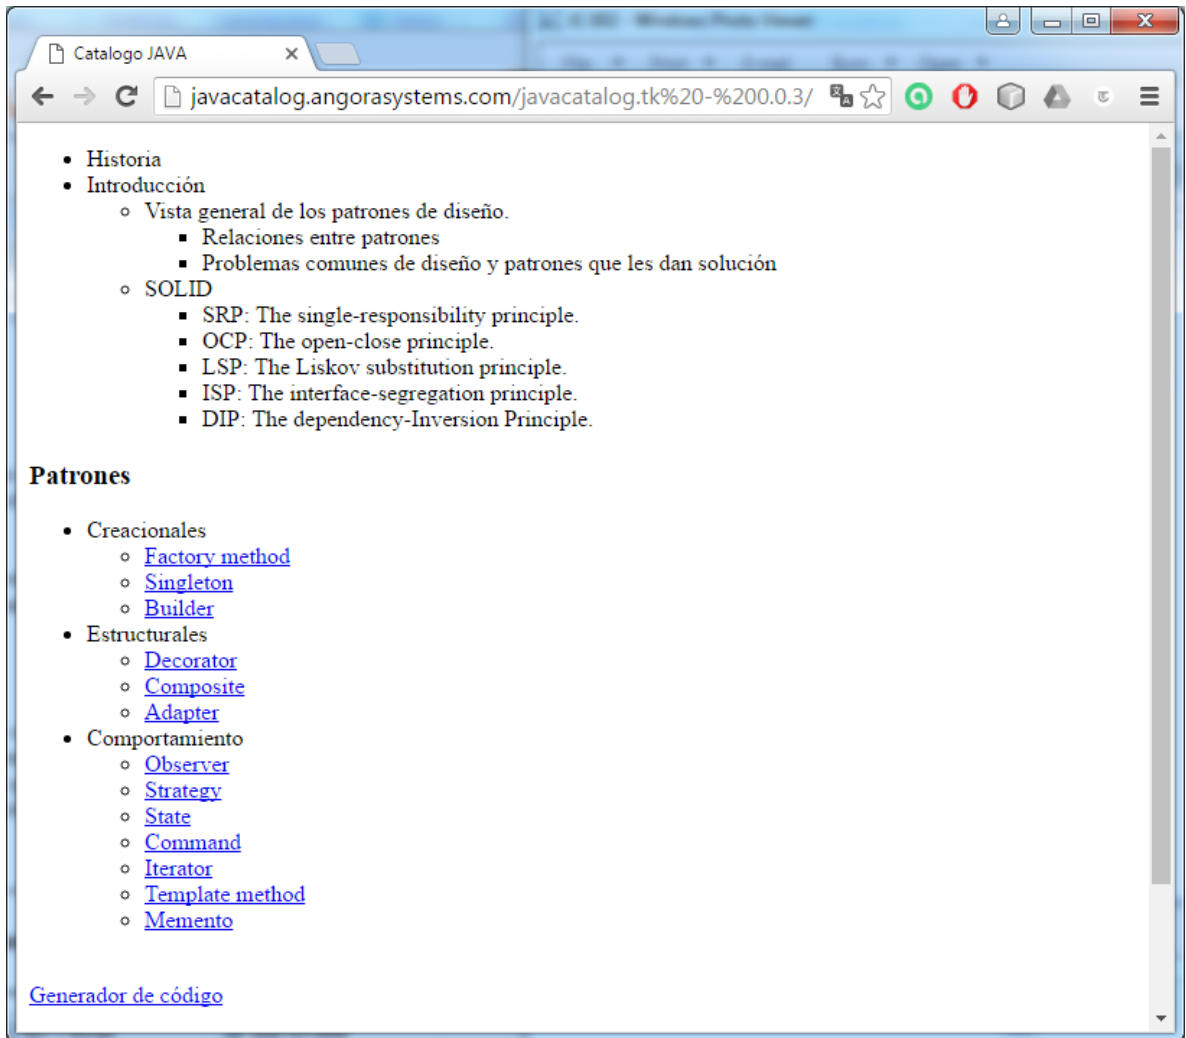 Catalogo JAVA
javacatalog.angorasystems.com/javacatalog.tk%20-%200.0.3/
Historia
Introducción
Vista general de los patrones de diseño.
Relaciones entre patrones
Problemas comunes de diseño y patrones que les dan solución
SOLID
SRP: The single-responsibility principle.
OCP: The open-close principle.
LSP: The Liskov substitution principle.
ISP: The interface-segregation principle.
DIP: The dependency-Inversion Principle.
Patrones
Creacionales
Factory method
Singleton
Builder
Estructurales
Decorator
Composite
Adapter
Comportamiento
Observer
Strategy
State
Command
Iterator
Template method
Memento
Generador de código